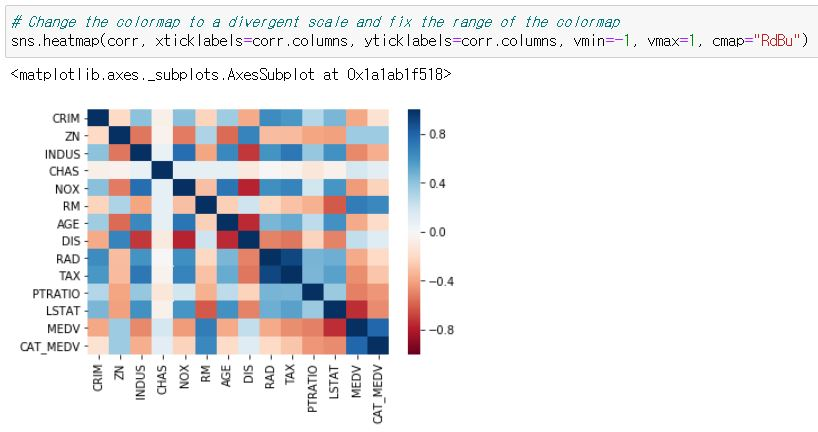 # Change the colormap to a divergent scale and fix the range of the colormap
sns.heatmap(corr, xticklabels=corr.columns, yticklabels=corr.columns, vmin=-1, vmax=1, cmap="RdBu")
<matplotlib.axes._subplots.AxesSubplot at 0x1a1ab1f518>
CRIM
ZN
INDUS
CHAS
NOX
RM
AGE
DIS
RAD
TAX
PTRATIO
LSTAT
MEDV
CAT_MEDV
0.8
0.4
0.0
−0.4
−0.8
CRIM
ZN
INDUS
CHAS
NOX
RM
AGE
DIS
RAD
TAX
PTRATIO
LSTAT
MEDV
CAT_MEDV